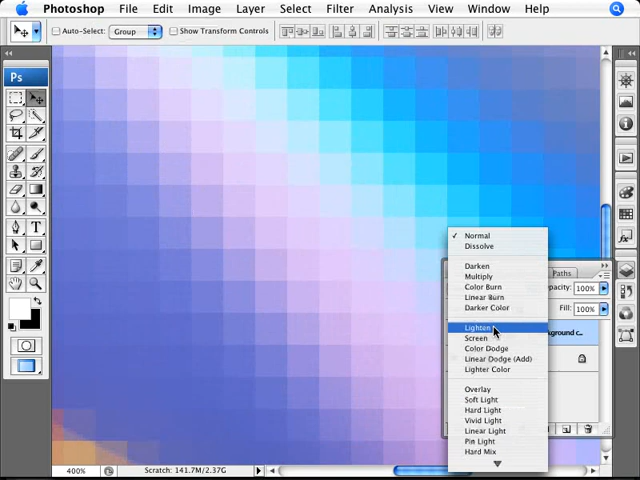 Photoshop File Edit Image Layer Select Filter Analysis View Window Help
Auto-Select: Group Show Transform Controls
Ps
T
Normal
Dissolve
Darken
Multiply
Color Burn
Linear Burn
Darker Color
Lighten
Screen
Color Dodge
Linear Dodge (Add)
Lighter Color
Overlay
Soft Light
Hard Light
Vivid Light
Linear Light
Pin Light
Hard Mix
Paths
pacity: 100%
Fill: 100%
ground c...
400% Scratch: 141.7M/2.37G